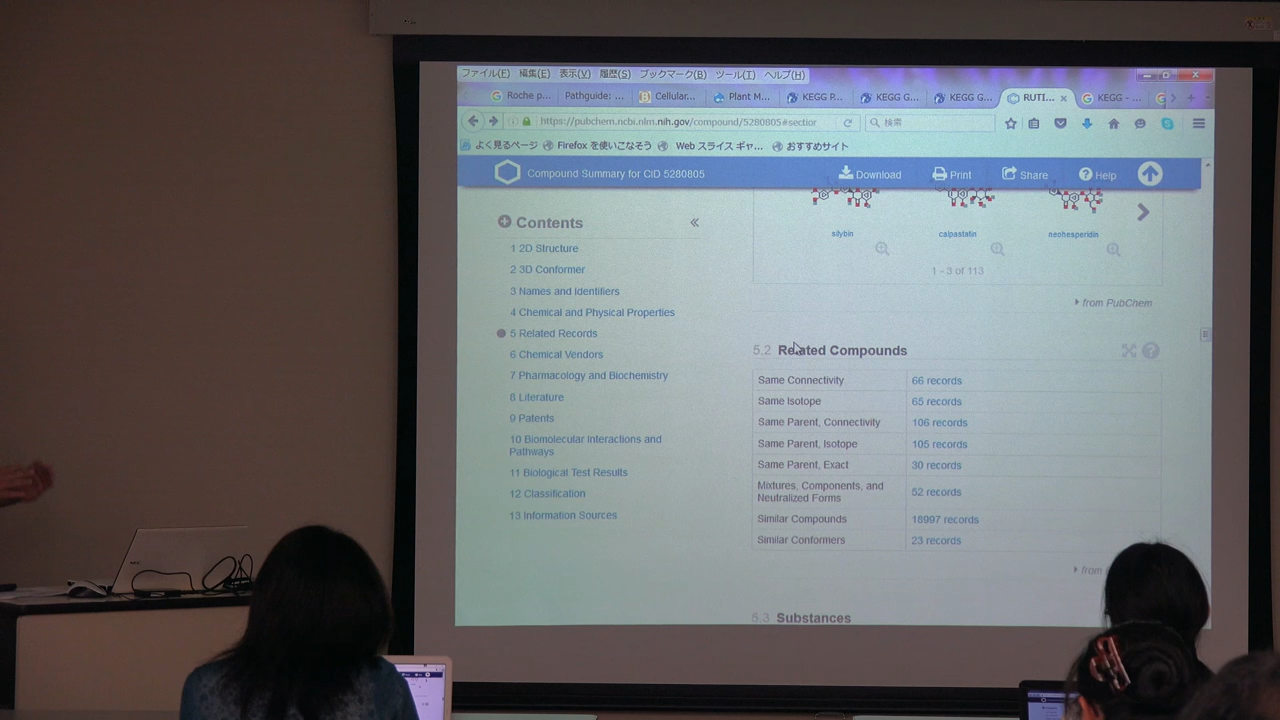 ファイル(F) 編集(E) 表示(V) 履歴(S) ブックマーク(B) ツール(T) ヘルプ(H)
Roche p... Pathguide: ... Cellular... Plant M... KEGG P... KEGG G... KEGG G... RUTI... KEGG - ...
https://pubchem.ncbi.nlm.nih.gov/compound/5280805#section 検索
よく見るページ Firefox を使いこなそう Web スライス ギャ... おすすめサイト
Compound Summary for CID 5280805 Download Print Share Help
Contents
1 2D Structure
2 3D Conformer
3 Names and Identifiers
4 Chemical and Physical Properties
5 Related Records
6 Chemical Vendors
7 Pharmacology and Biochemistry
8 Literature
9 Patents
10 Biomolecular Interactions and
Pathways
11 Biological Test Results
12 Classification
13 Information Sources
silybin calpastatin neohesperidin
1 - 3 of 113
from PubChem
5.2 Related Compounds
Same Connectivity 66 records
Same Isotope 65 records
Same Parent, Connectivity 106 records
Same Parent, Isotope 105 records
Same Parent, Exact 30 records
Mixtures, Components, and
Neutralized Forms 52 records
Similar Compounds 18997 records
Similar Conformers 23 records
from
5.3 Substances